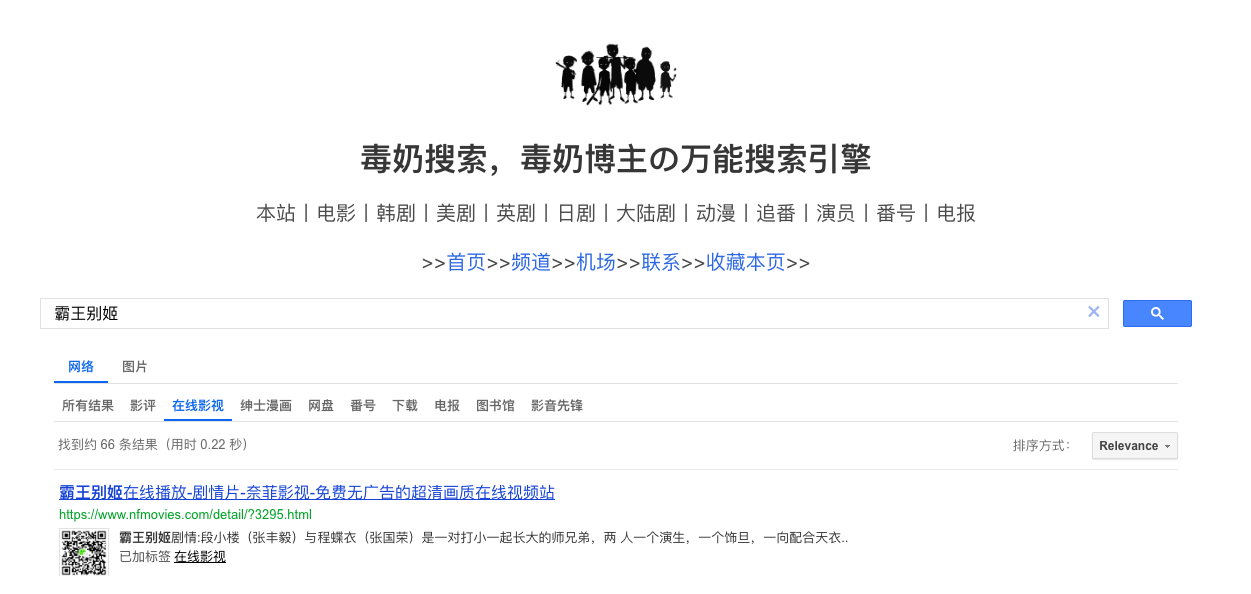 毒奶搜索，毒奶博主の万能搜索引擎
本站丨电影丨韩剧丨美剧丨英剧丨日剧丨大陆剧丨动漫丨追番丨演员丨番号丨电报
>>首页>>频道>>机场>>联系>>收藏本页>>
霸王别姬
网络 图片
所有结果 影评 在线影视 绅士漫画 网盘 番号 下载 电报 图书馆 影音先锋
找到约 66 条结果（用时 0.22 秒） 排序方式： Relevance
霸王别姬在线播放-剧情片-奈菲影视-免费无广告的超清画质在线视频站
https://www.nfmovies.com/detail/?3295.html
霸王别姬剧情:段小楼（张丰毅）与程蝶衣（张国荣）是一对打小一起长大的师兄弟，两 人一个演生，一个饰旦，一向配合天衣..
已加标签 在线影视